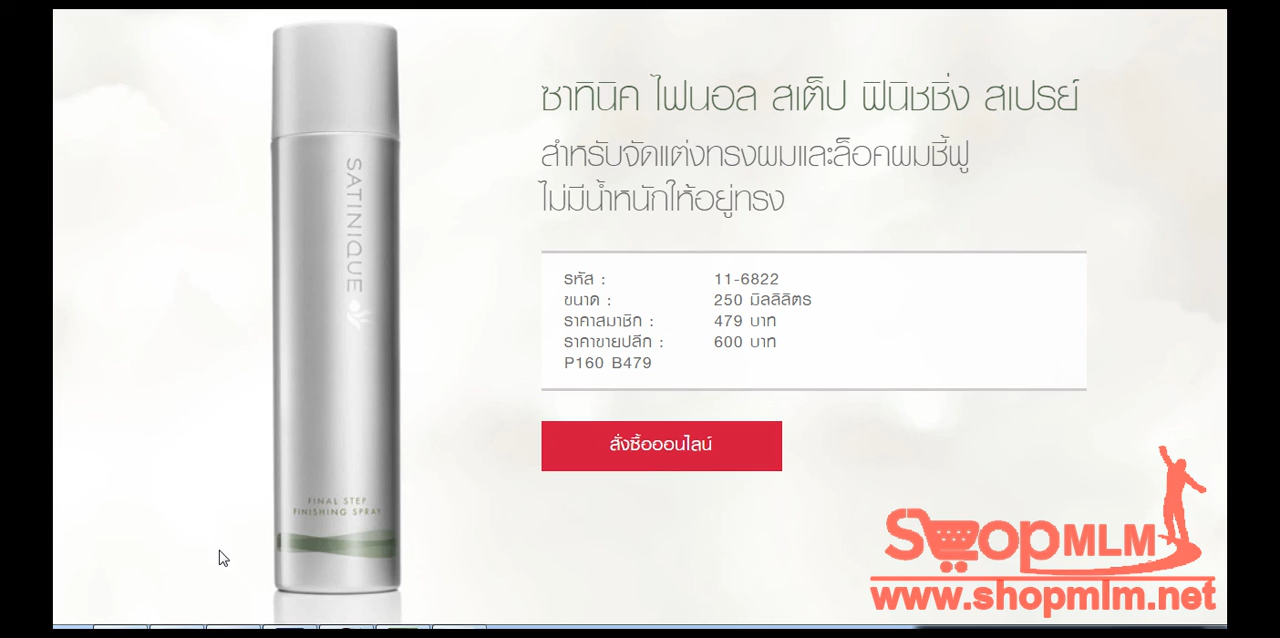 ซาทินิค ไฟนอล สเต็ป ฟินิชชิ่ง สเปรย์
สำหรับจัดแต่งทรงผมและล็อคผมชี้ฟู
ไม่มีน้ำหนักให้อยู่ทรง
รหัส : 11-6822
ขนาด : 250 มิลลิลิตร
ราคาสมาชิก : 479 บาท
ราคาขายปลีก : 600 บาท
P160 B479
สั่งซื้อออนไลน์
SATINIQUE
FINAL STEP
FINISHING SPRAY
ShopMLM
www.shopmlm.net